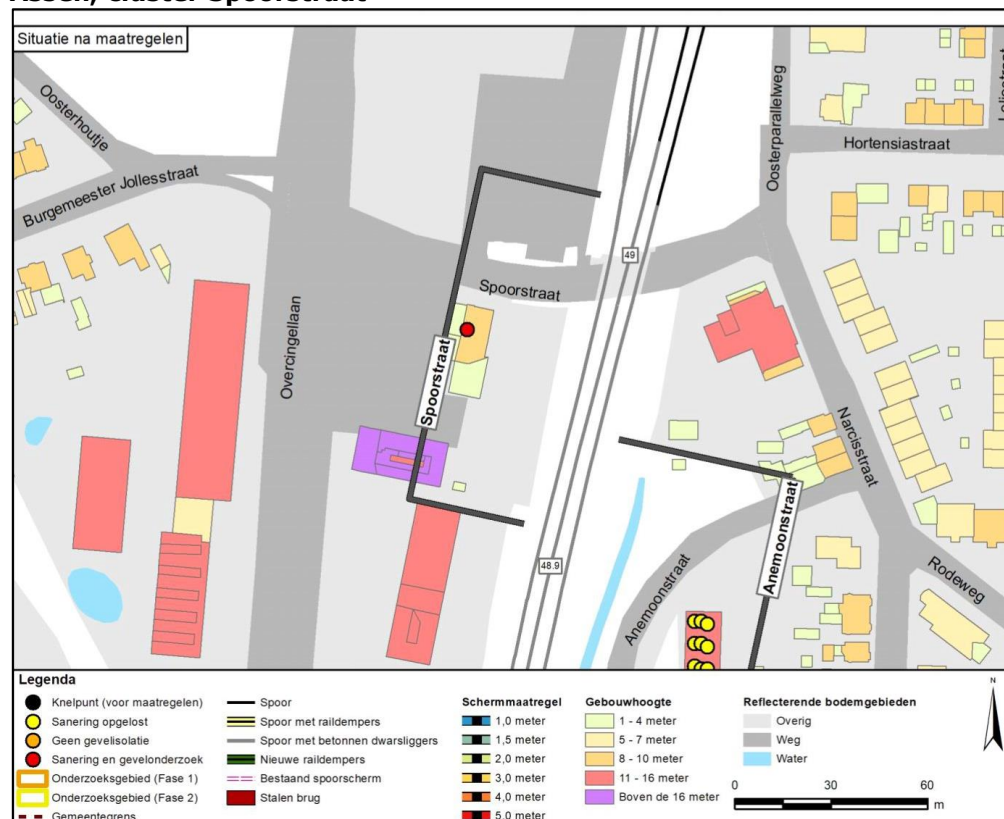 Situatie na maatregelen
Oosterhoutje
Burgemeester Jollesstraat
Overcingellaan
Spoorstraat
Spoorstraat
49
48.9
Oosterparallelweg
Hortensiastraat
Narcisstraat
Anemoonstraat
Anemoonstraat
Rodeweg
Legenda
Knelpunt (voor maatregelen)
Sanering opgelost
Geen gevelisolatie
Sanering en gevelonderzoek
Onderzoeksgebied (Fase 1)
Onderzoeksgebied (Fase 2)
Gemeentegrens
Spoor
Spoor met raildempers
Spoor met betonnen dwarsliggers
Nieuwe raildempers
Bestaand spoorscherm
Stalen brug
Schermmaatregel
1,0 meter
1,5 meter
2,0 meter
3,0 meter
4,0 meter
5,0 meter
Gebouwhoogte
1 - 4 meter
5 - 7 meter
8 - 10 meter
11 - 16 meter
Boven de 16 meter
Reflecterende bodemgebieden
Overig
Weg
Water
N
0 30 60
m